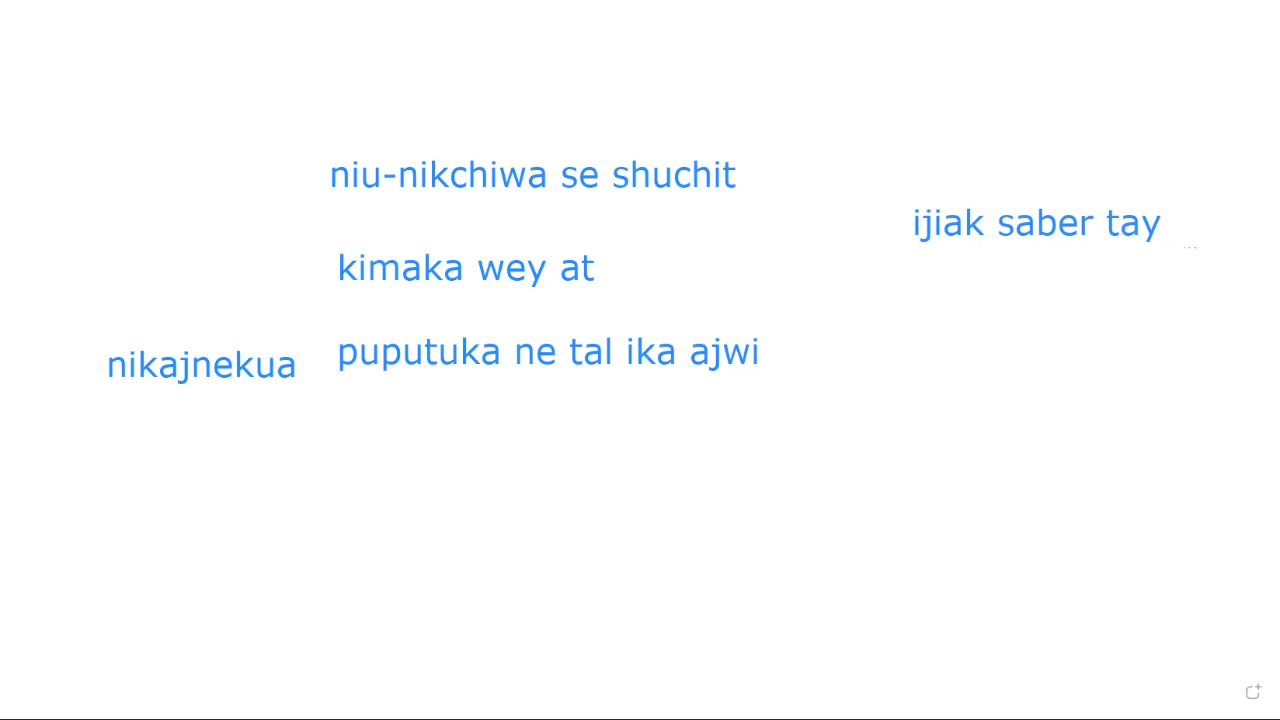 niu-nikchiwa se shuchit
ijiak saber tay
kimaka wey at
puputuka ne tal ika ajwi
nikajnekua